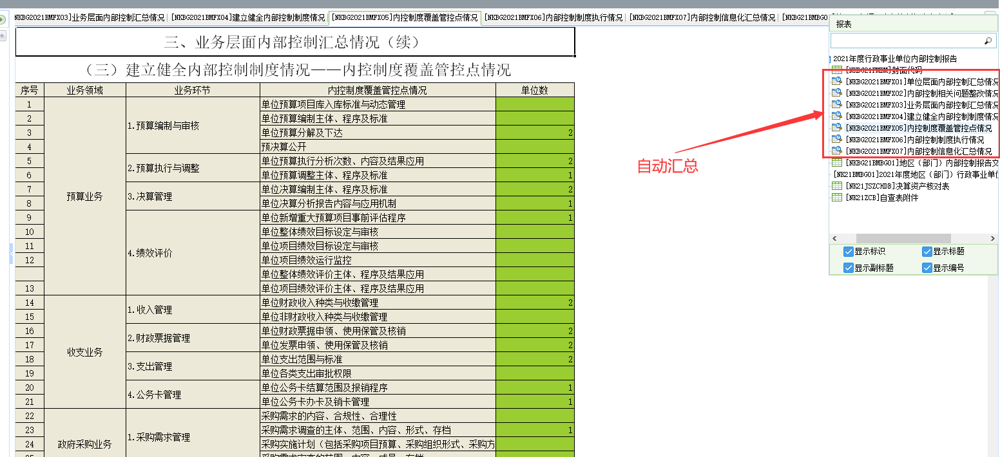 NKBG2021BMFX03]业务层面内部控制汇总情况 [NKBG2021BMFX04]建立健全内部控制制度情况 [NKBG2021BMFX05]内控制度覆盖管控点情况 [NKBG2021BMFX06]内部控制制度执行情况 [NKBG2021BMFX07]内部控制信息化汇总情况 [NKBG21BMBG0
三、业务层面内部控制汇总情况（续）
（三）建立健全内部控制制度情况——内控制度覆盖管控点情况
序号 业务领域 业务环节 内控制度覆盖管控点情况 单位数
1 预算业务 1.预算编制与审核 单位预算项目库入库标准与动态管理
2 单位预算编制主体、程序及标准
3 单位预算分解及下达 2
4 预决算公开
5 2.预算执行与调整 单位预算执行分析次数、内容及结果应用 2
6 单位预算调整主体、程序及标准 1
7 3.决算管理 单位决算编制主体、程序及标准 2
8 单位决算分析报告内容与应用机制 1
9 4.绩效评价 单位新增重大预算项目事前评估程序 1
10 单位整体绩效目标设定与审核
11 单位项目绩效目标设定与审核
12 单位项目绩效运行监控
单位整体绩效评价主体、程序及结果应用
13 单位项目绩效评价主体、程序及结果应用
14 收支业务 1.收入管理 单位财政收入种类与收缴管理 2
15 单位非财政收入种类与收缴管理
16 2.财政票据管理 单位财政票据申领、使用保管及核销 2
17 单位发票申领、使用保管及核销 2
18 3.支出管理 单位支出范围与标准 2
19 单位各类支出审批权限
20 4.公务卡管理 单位公务卡结算范围及报销程序 1
21 单位公务卡办卡及销卡管理 1
22 政府采购业务 1.采购需求管理 采购需求的内容、合规性、合理性
23 采购需求调查的主体、范围、内容、形式、存档 1
24 采购实施计划（包括采购项目预算、采购组织形式、采购方
自动汇总
报表
2021年度行政事业单位内部控制报告
[NKBG2021FMBM]封面代码
[NKBG2021BMFX01]单位层面内部控制汇总情况
[NKBG2021BMFX02]内部控制相关问题整改情况
[NKBG2021BMFX03]业务层面内部控制汇总情况
[NKBG2021BMFX04]建立健全内部控制制度情况
[NKBG2021BMFX05]内控制度覆盖管控点情况
[NKBG2021BMFX06]内部控制制度执行情况
[NKBG2021BMFX07]内部控制信息化汇总情况
[NKBG21BMBG01]地区（部门）内部控制报告文
[NK21BMBG01]2021年度地区（部门）行政事业单位
[NK21JSZCHDB]决算资产核对表
[NK21ZCB]自查表附件
显示标识 显示标题
显示副标题 显示编号